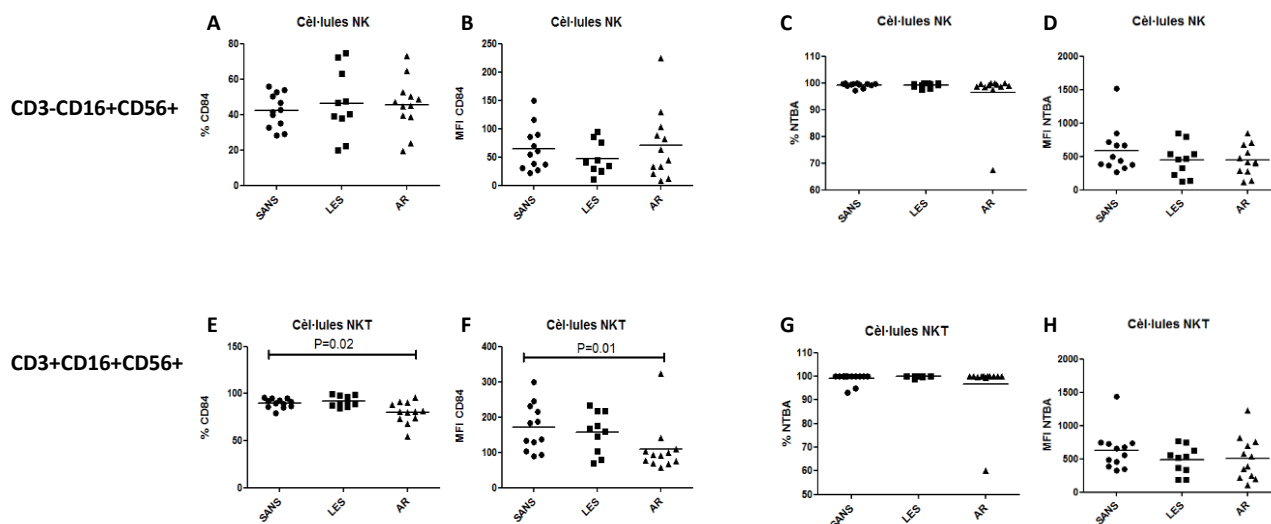 A
Cèl·lules NK
B
Cèl·lules NK
C
Cèl·lules NK
D
Cèl·lules NK
CD3-CD16+CD56+
% CD84
80
60
40
20
0
SANS
LES
AR
MFI CD84
250
200
150
100
50
0
SANS
LES
AR
% NTBA
110
100
90
80
70
60
SANS
LES
AR
MFI NTBA
2000
1500
1000
500
0
SANS
LES
AR
E
Cèl·lules NKT
F
Cèl·lules NKT
G
Cèl·lules NKT
H
Cèl·lules NKT
CD3+CD16+CD56+
P=0.02
% CD84
150
100
50
0
SANS
LES
AR
P=0.01
MFI CD84
400
300
200
100
0
SANS
LES
AR
% NTBA
110
100
90
80
70
60
50
SANS
LES
AR
MFI NTBA
2000
1500
1000
500
0
SANS
LES
AR